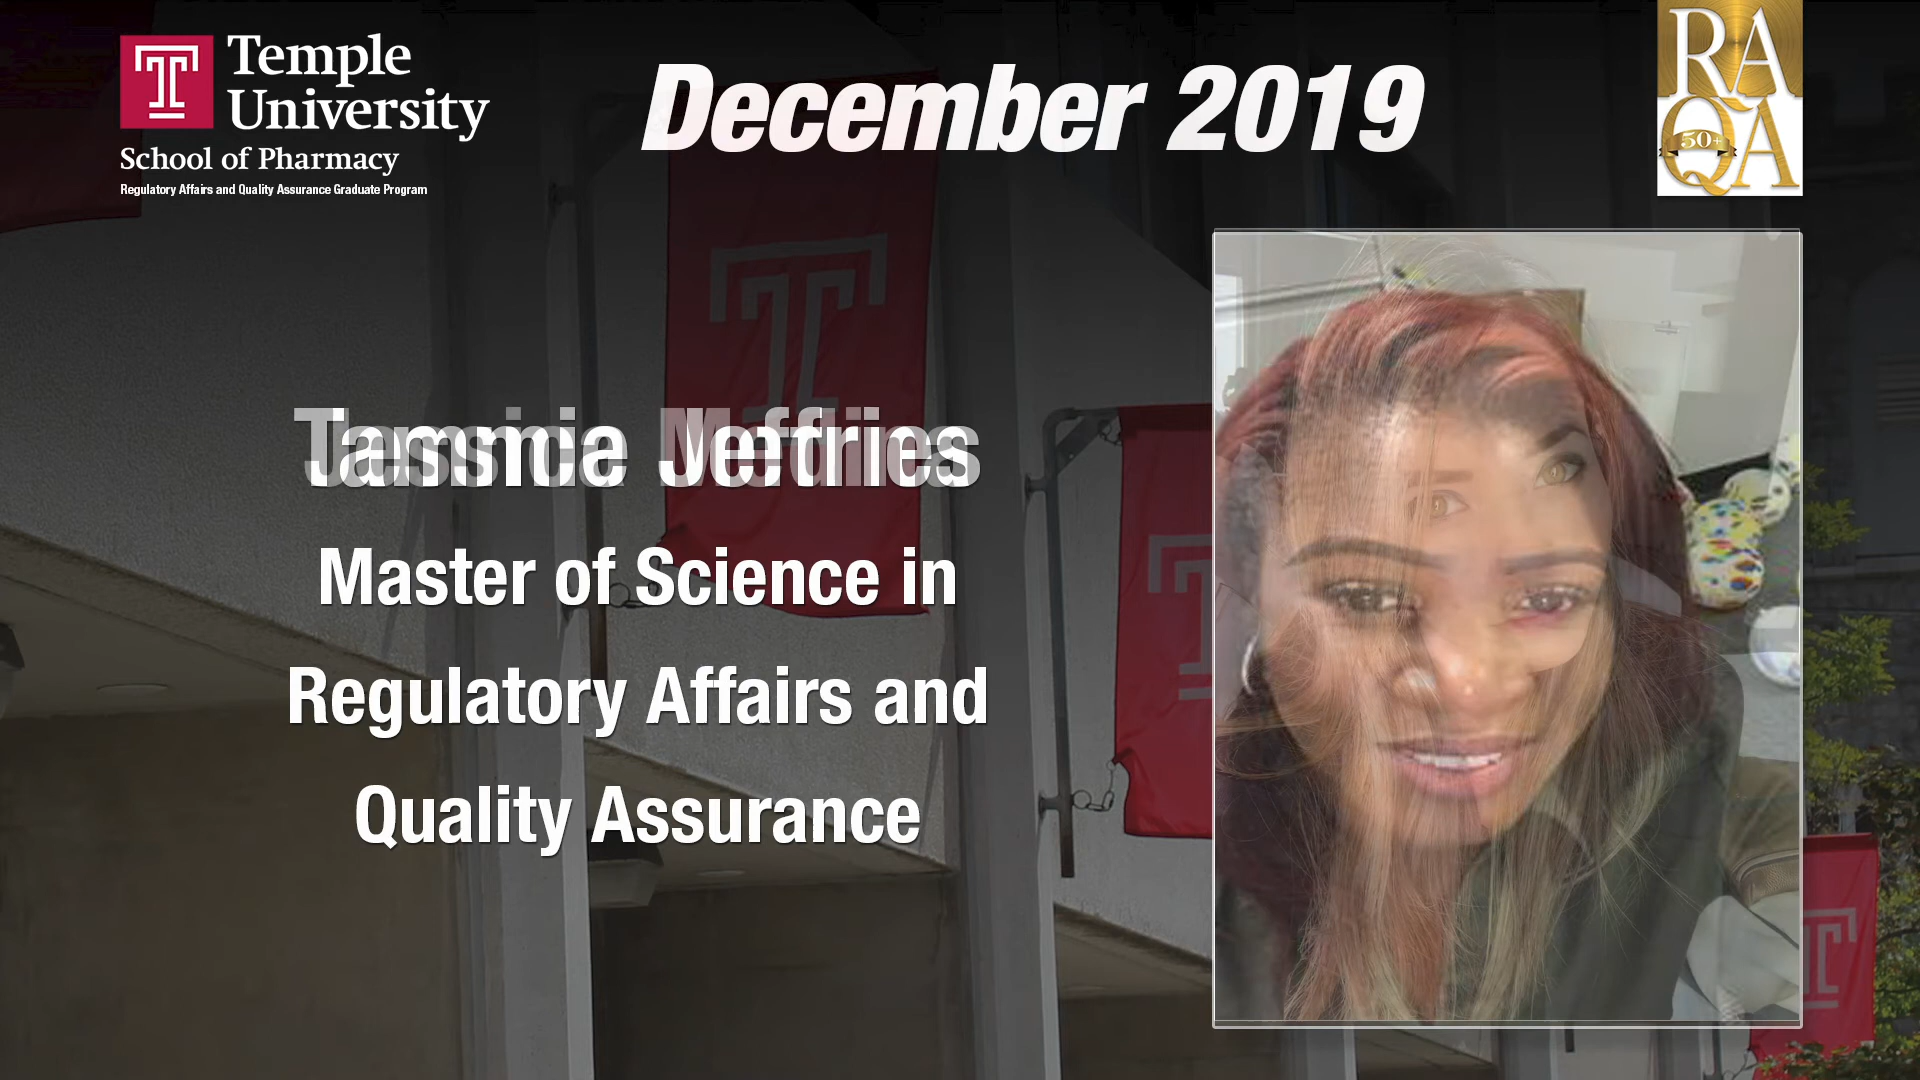 Temple
University
School of Pharmacy
Regulatory Affairs and Quality Assurance Graduate Program
December 2019
RA
QA
50+
Master of Science in
Regulatory Affairs and
Quality Assurance